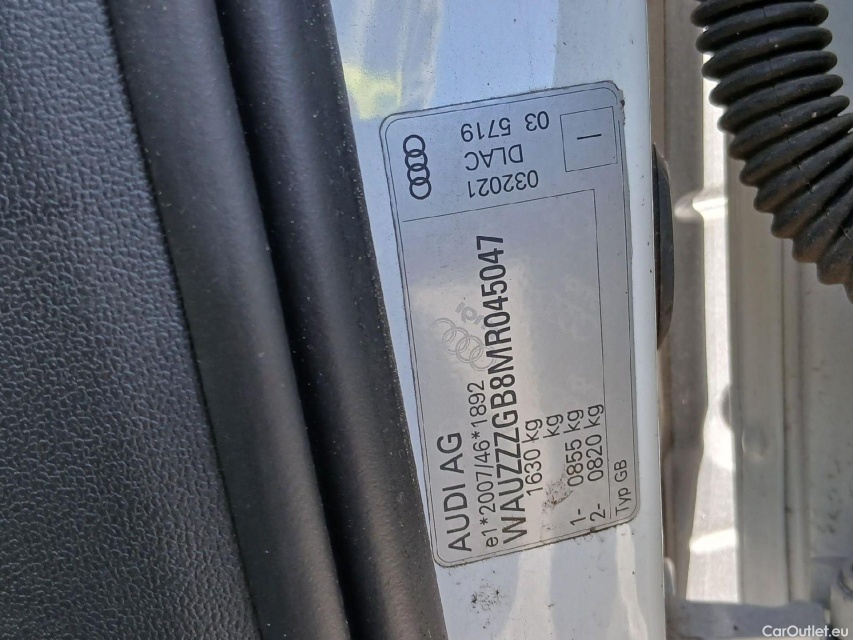 AUDI AG
e1*2007/46*1892
WAUZZZGB8MR045047
1630 kg
kg
1- 0855 kg
2- 0820 kg
Typ GB
032021
DLAC
03 5719
CarOutlet.eu